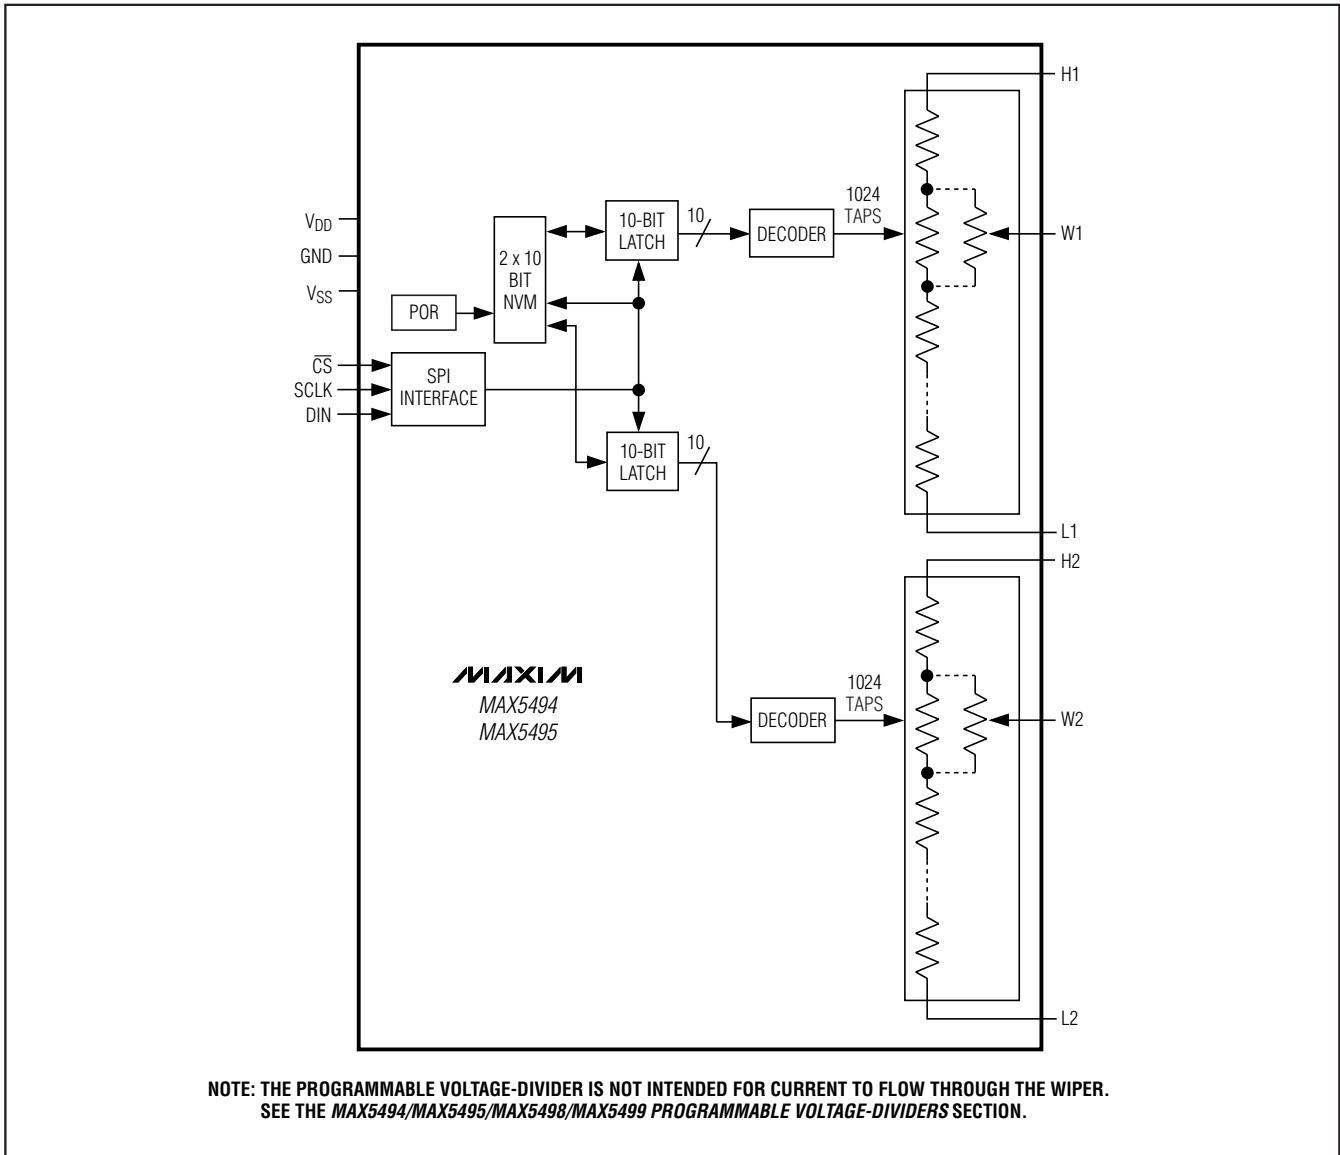 H1
1024
TAPS
10-BIT
LATCH
10
DECODER
W1
VDD
GND
VSS
2 x 10
BIT
NVM
POR
CS
SCLK
DIN
SPI
INTERFACE
10-BIT
LATCH
10
L1
H2
MAXIM
MAX5494
MAX5495
1024
TAPS
DECODER
W2
L2
NOTE: THE PROGRAMMABLE VOLTAGE-DIVIDER IS NOT INTENDED FOR CURRENT TO FLOW THROUGH THE WIPER.
SEE THE MAX5494/MAX5495/MAX5498/MAX5499 PROGRAMMABLE VOLTAGE-DIVIDERS SECTION.